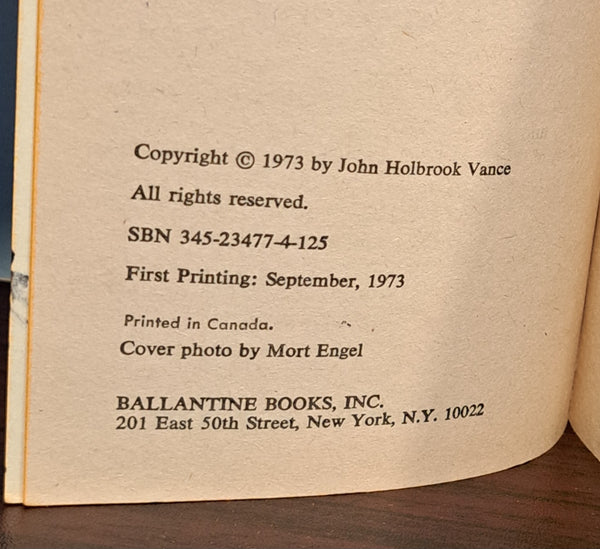 Copyright © 1973 by John Holbrook Vance
All rights reserved.
SBN 345-23477-4-125
First Printing: September, 1973
Printed in Canada.
Cover photo by Mort Engel
BALLANTINE BOOKS, INC.
201 East 50th Street, New York, N.Y. 10022